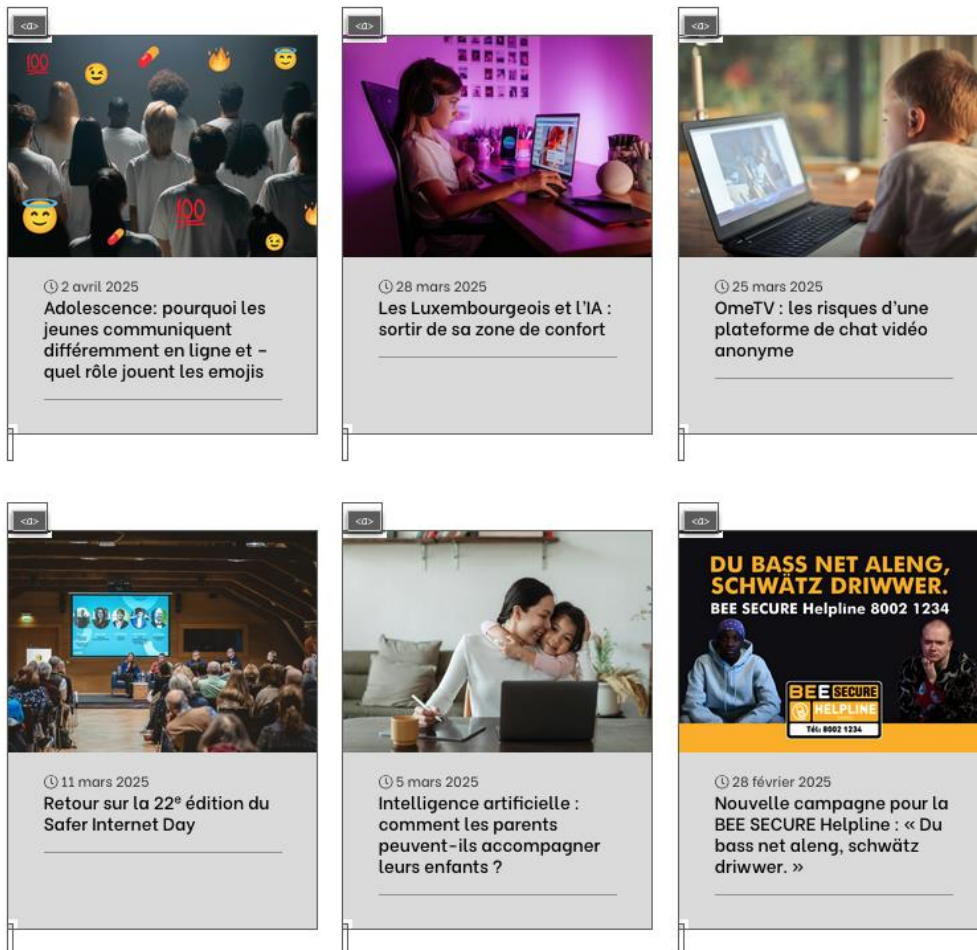 <a>
<a>
<a>
100
100
2 avril 2025
Adolescence: pourquoi les
jeunes communiquent
différemment en ligne et –
quel rôle jouent les emojis
28 mars 2025
Les Luxembourgeois et l'IA :
sortir de sa zone de confort
25 mars 2025
OmeTV : les risques d'une
plateforme de chat vidéo
anonyme
<a>
<a>
<a>
DU BASS NET ALENG,
SCHWÄTZ DRIWWER.
BEE SECURE Helpline 8002 1234
BEE SECURE
HELPLINE
Tél: 8002 1234
11 mars 2025
Retour sur la 22e édition du
Safer Internet Day
5 mars 2025
Intelligence artificielle :
comment les parents
peuvent-ils accompagner
leurs enfants ?
28 février 2025
Nouvelle campagne pour la
BEE SECURE Helpline : « Du
bass net aleng, schwätz
driwwer. »